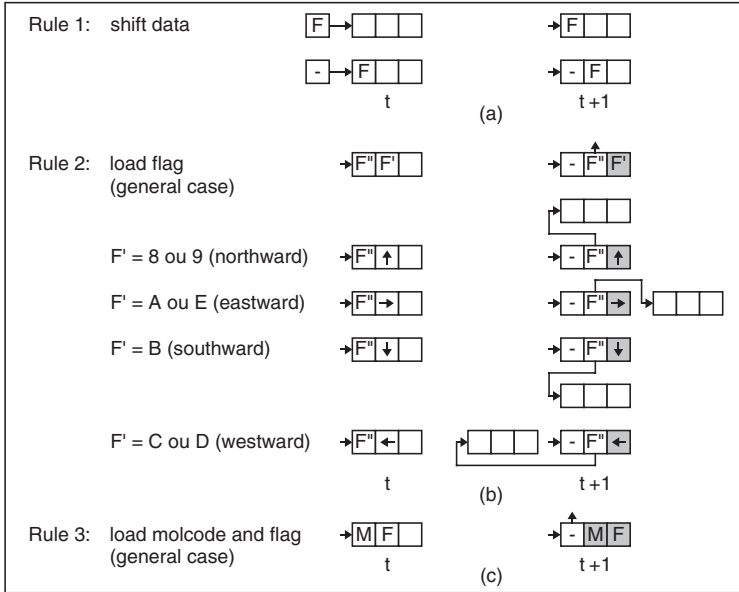 Rule 1: shift data F F
- F - F
t t+1
(a)
Rule 2: load flag F" F' - F" F'
(general case)
F' = 8 ou 9 (northward) F" ↑ - F" ↑
F' = A ou E (eastward) F" → - F" →
F' = B (southward) F" ↓ - F" ↓
F' = C ou D (westward) F" ← - F" ←
t t+1
(b)
Rule 3: load molcode and flag M F - M F
(general case) t t+1
(c)